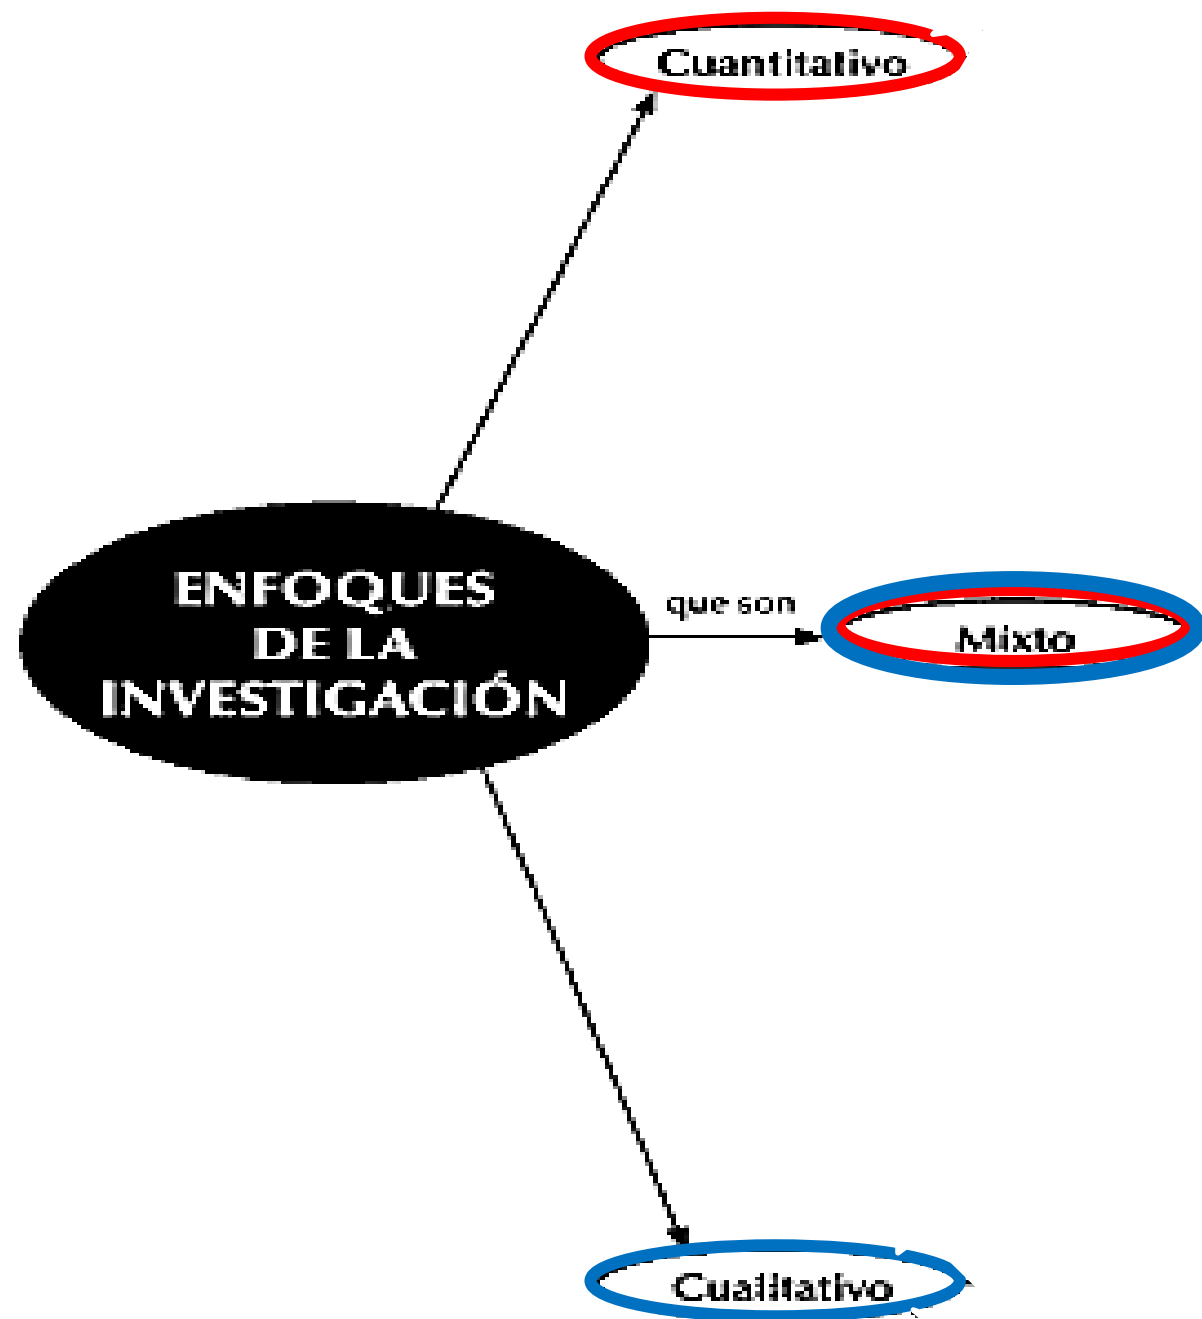 Cuantitativo
ENFOQUES
DE LA
INVESTIGACIÓN
que son
Mixto
Cualitativo